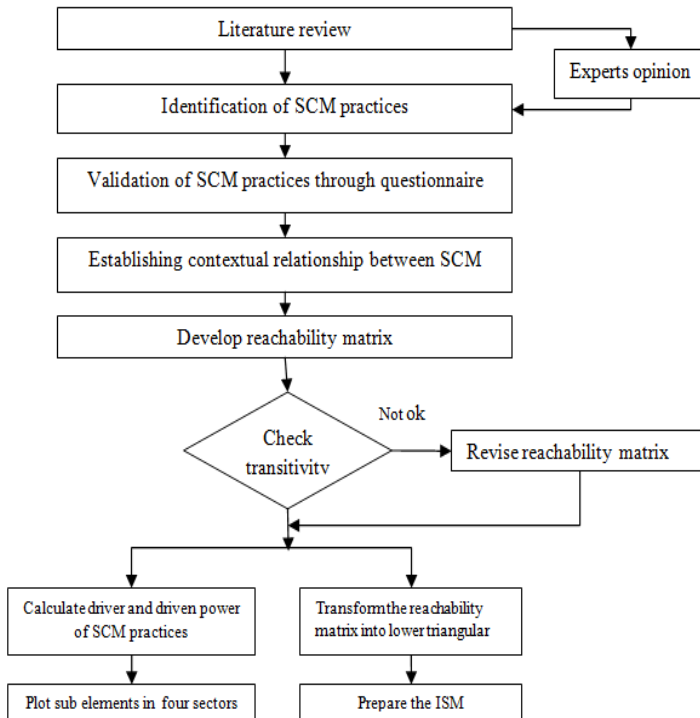 Literature review
Experts opinion
Identification of SCM practices
Validation of SCM practices through questionnaire
Establishing contextual relationship between SCM
Develop reachability matrix
Not ok
Check
transitivity
Revise reachability matrix
Calculate driver and driven power
of SCM practices
Transform the reachability
matrix into lower triangular
Plot sub elements in four sectors
Prepare the ISM